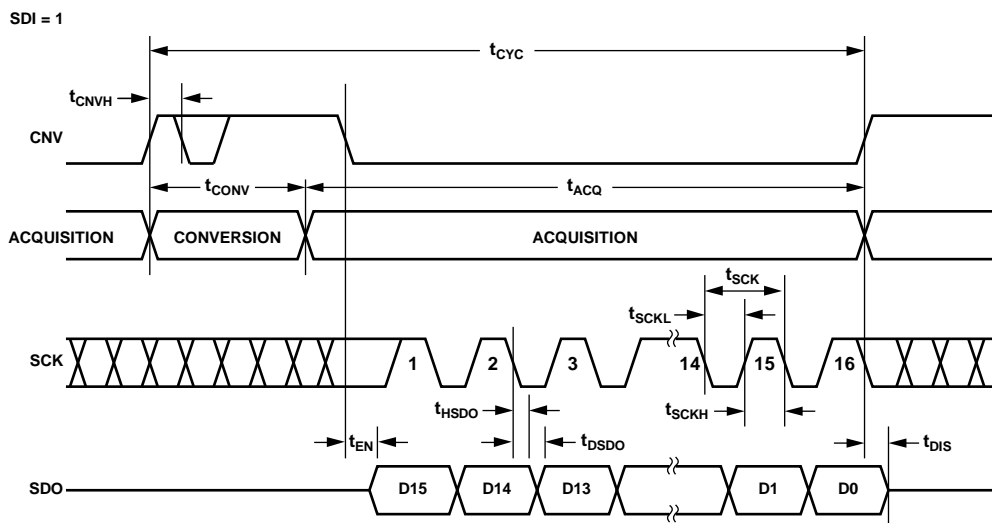 SDI = 1
tCYC
tCNVH
CNV
tCONV
tACQ
ACQUISITION
CONVERSION
ACQUISITION
tSCK
tSCKL
SCK
1
2
3
14
15
16
tHSDO
tSCKH
tEN
tDSDO
tDIS
SDO
D15
D14
D13
D1
D0